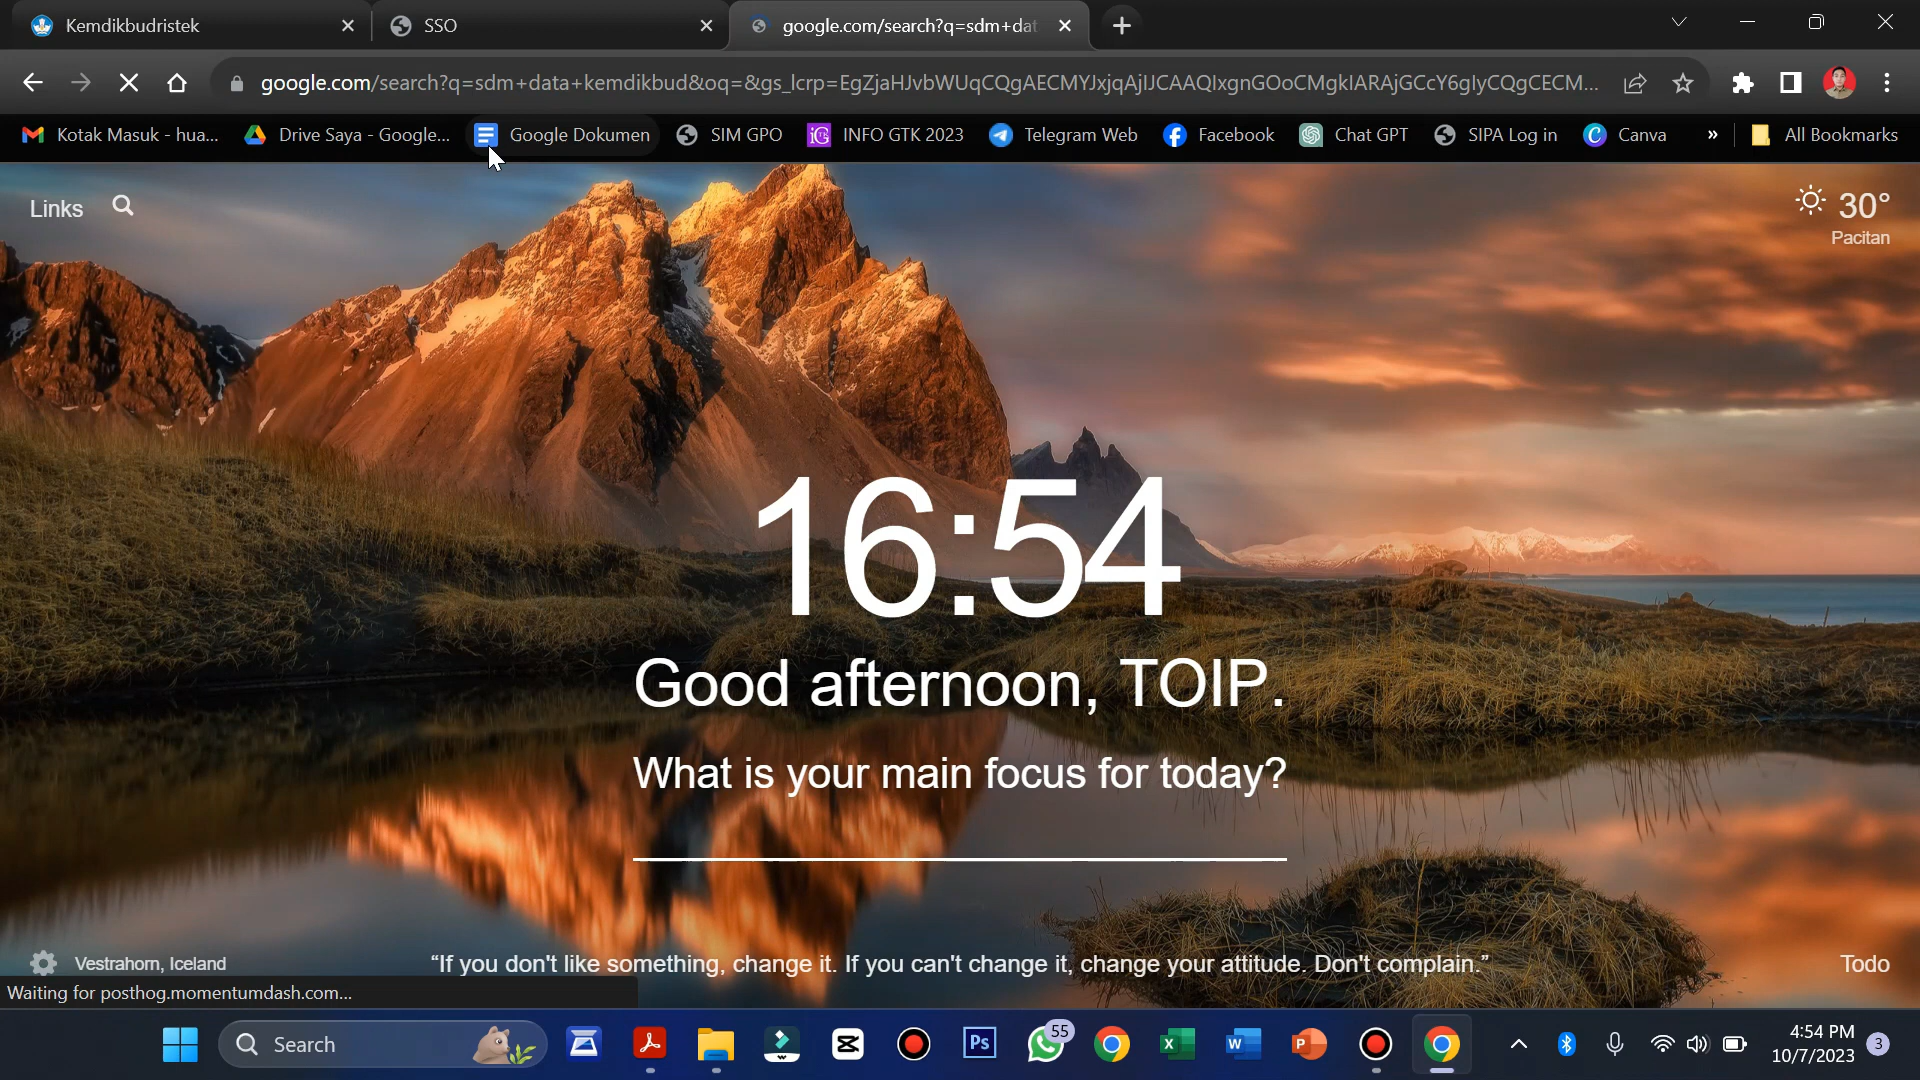 Kemdikbudristek
SSO
google.com/search?q=sdm+dat
google.com/search?q=sdm+data+kemdikbud&oq=&gs_lcrp=EgZjaHJvbWUqCQgAECMYJxjqAjIJCAAQIxgnGOoCMgkIARAjGCcY6gIyCQgCECM...
Kotak Masuk - hua...
Drive Saya - Google...
Google Dokumen
SIM GPO
iG
INFO GTK 2023
Telegram Web
Facebook
Chat GPT
SIPA Log in
Canva
»
All Bookmarks
Links
30°
Pacitan
16:54
Good afternoon, TOIP.
What is your main focus for today?
Vestrahorn, Iceland
“If you don't like something, change it. If you can't change it, change your attitude. Don't complain.”
Todo
Waiting for posthog.momentumdash.com...
Search
Ps
55
X
W
P
4:54 PM
10/7/2023
3